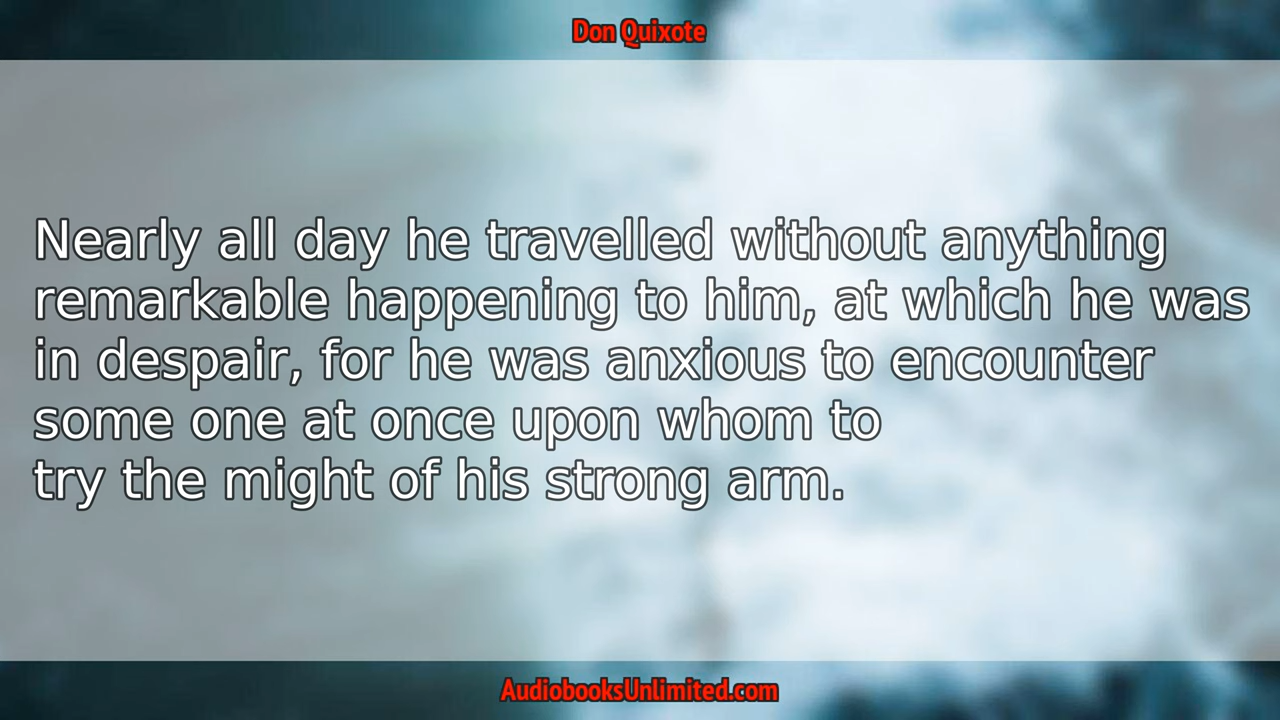 Don Quixote
Nearly all day he travelled without anything
remarkable happening to him, at which he was
in despair, for he was anxious to encounter
some one at once upon whom to
try the might of his strong arm.
AudiobooksUnlimited.com